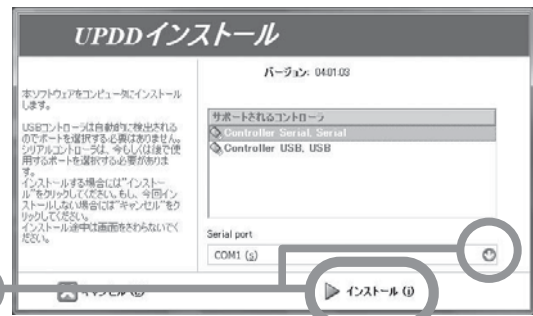 UPDDインストール
バージョン: 04.01.03
本ソフトウェアをコンピュータにインストール
します。
USBコントローラは自動的に検出される
のでポートを選択する必要はありません。
シリアルコントローラは、今もしくは後で使
用するポートを選択する必要がありま
す。
インストールする場合には"インストー
ル"をクリックしてください。もし、今回イン
ストールしない場合には"キャンセル"をク
リックしてください。
インストール途中は画面をさわらないでく
ださい。
サポートされるコントローラ
Controller Serial, Serial
Controller USB, USB
Serial port
COM1 (s)
インストール (i)